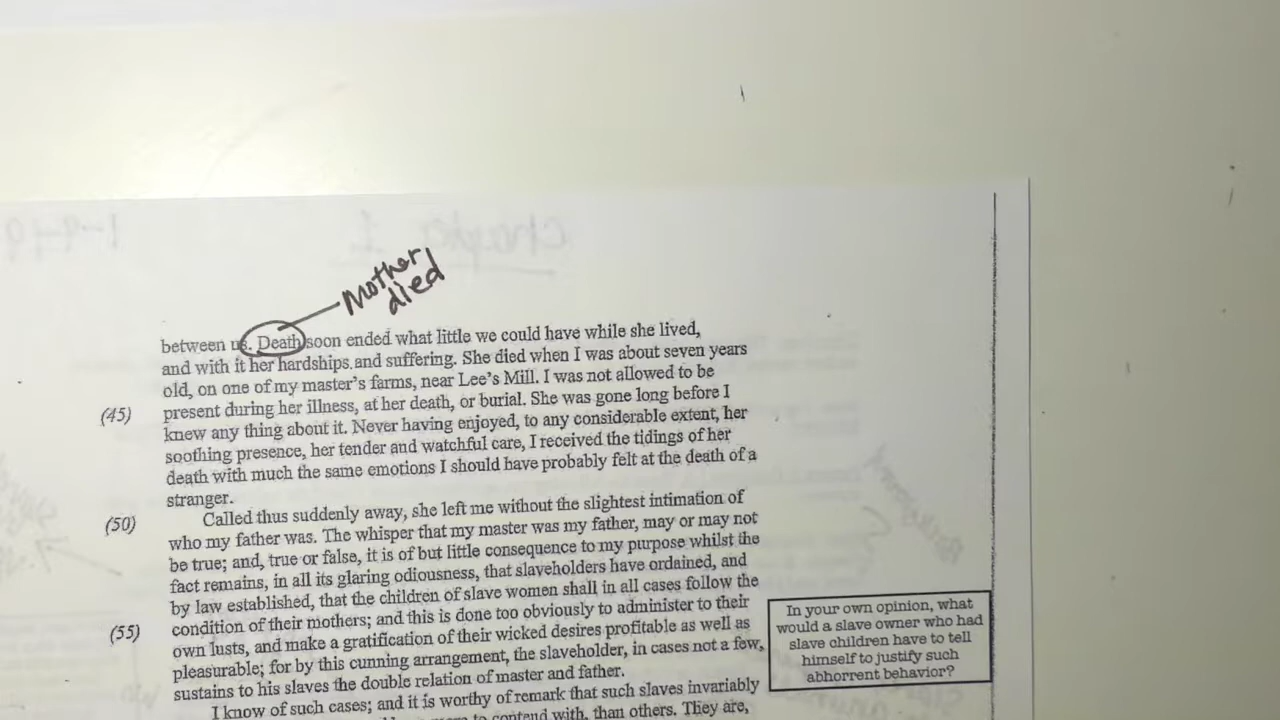 Chapter 1
1-9-19
Mother
died
between us. Death soon ended what little we could have while she lived,
and with it her hardships and suffering. She died when I was about seven years
old, on one of my master's farms, near Lee's Mill. I was not allowed to be
(45) present during her illness, at her death, or burial. She was gone long before I
knew any thing about it. Never having enjoyed, to any considerable extent, her
soothing presence, her tender and watchful care, I received the tidings of her
death with much the same emotions I should have probably felt at the death of a
stranger.
(50) Called thus suddenly away, she left me without the slightest intimation of
who my father was. The whisper that my master was my father, may or may not
be true; and, true or false, it is of but little consequence to my purpose whilst the
fact remains, in all its glaring odiousness, that slaveholders have ordained, and
by law established, that the children of slave women shall in all cases follow the
(55) condition of their mothers; and this is done too obviously to administer to their
own lusts, and make a gratification of their wicked desires profitable as well as
pleasurable; for by this cunning arrangement, the slaveholder, in cases not a few,
sustains to his slaves the double relation of master and father.
I know of such cases; and it is worthy of remark that such slaves invariably
to contend with, than others. They are,
In your own opinion, what
would a slave owner who had
slave children have to tell
himself to justify such
abhorrent behavior?